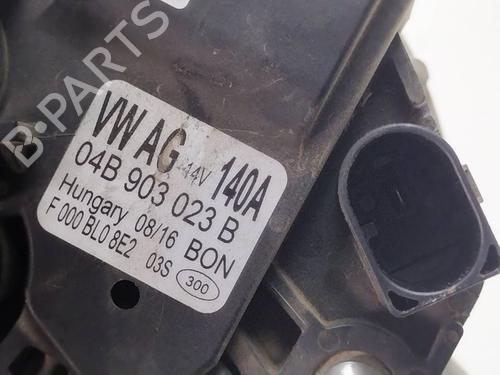 B-PARTS
VW AG 14V 140A
04B 903 023 B
Hungary 08/16 BON
F 000 BL0 8E2 03S 300